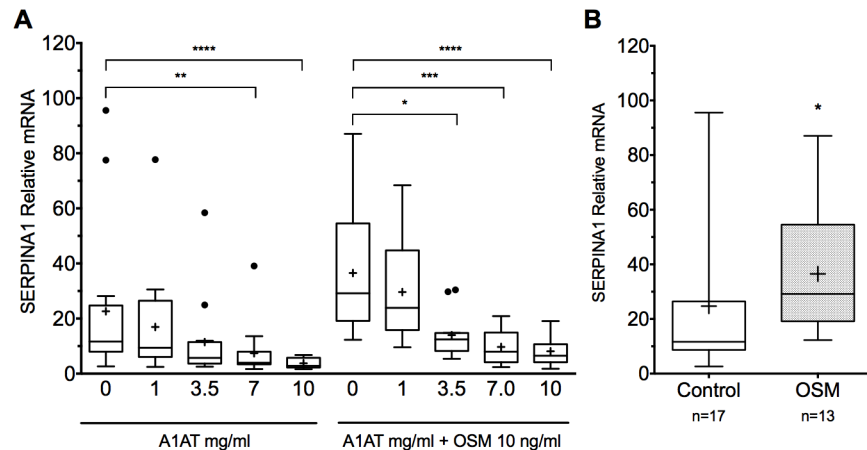 A
SERPINA1 Relative mRNA
120
100
80
60
40
20
0
****
**
****
***
*
0 1 3.5 7 10 0 1 3.5 7.0 10
A1AT mg/ml
A1AT mg/ml + OSM 10 ng/ml
B
SERPINA1 Relative mRNA
120
100
80
60
40
20
0
*
Control OSM
n=17 n=13